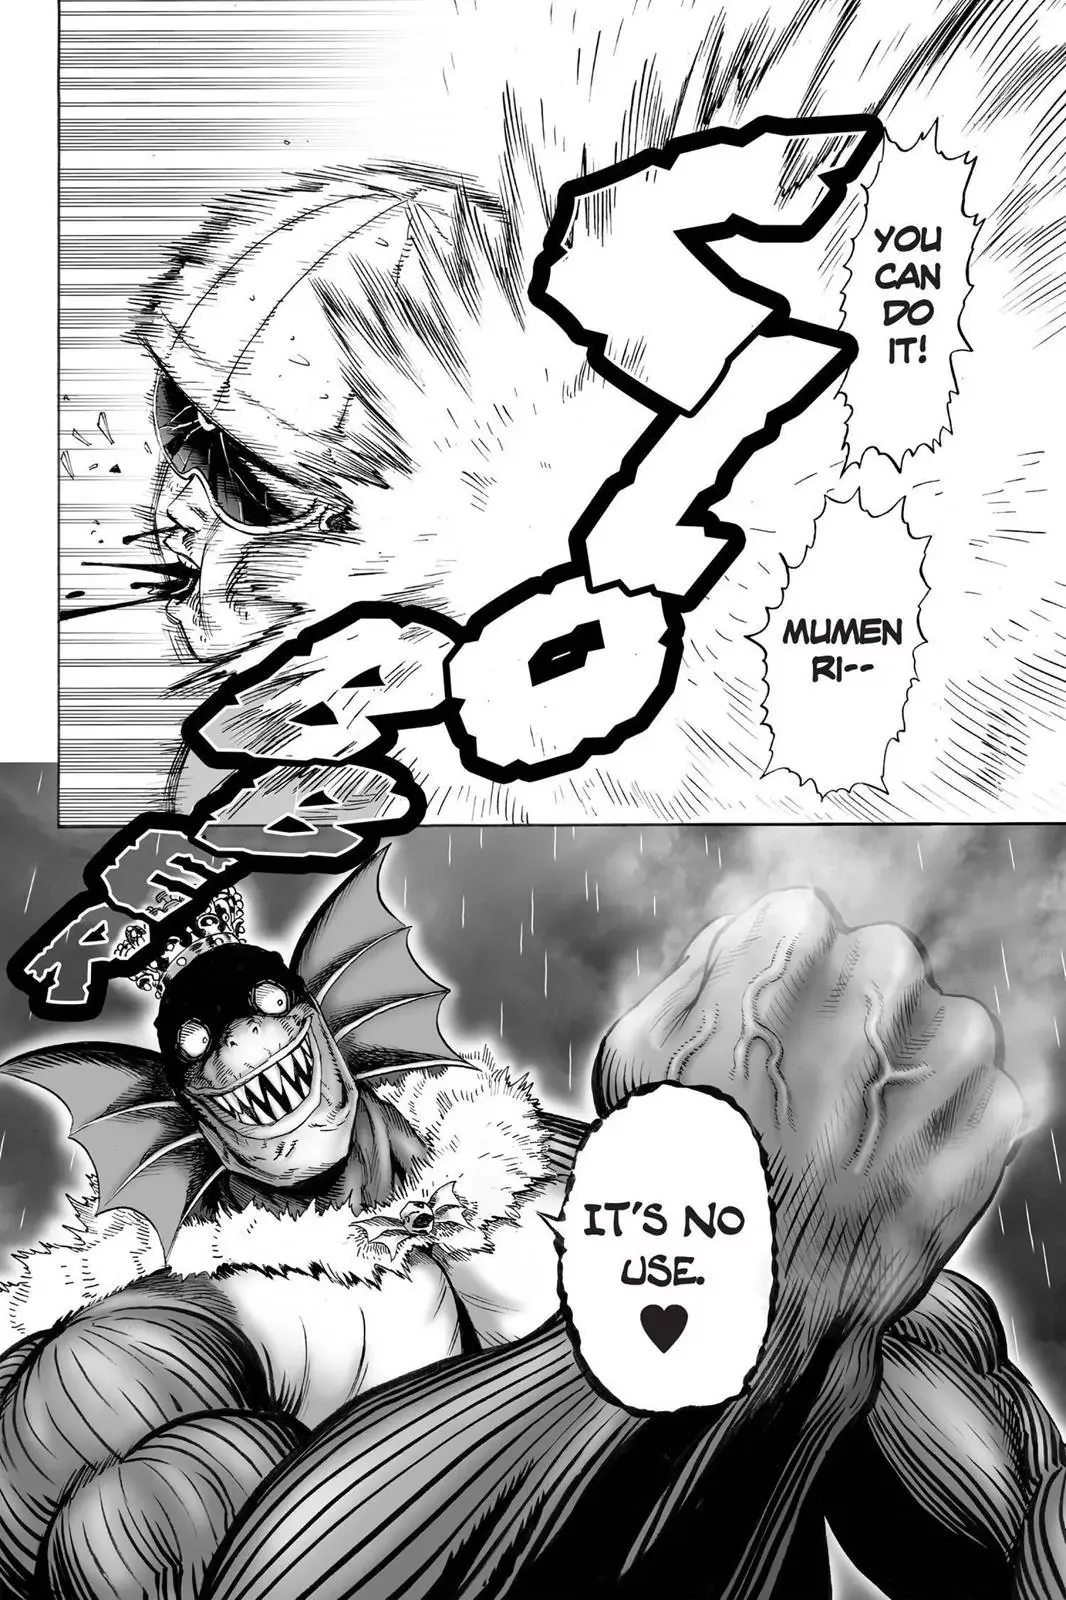 YOU
CAN
DO
IT!
MUMEN
RI--
IT'S NO
USE.
♥